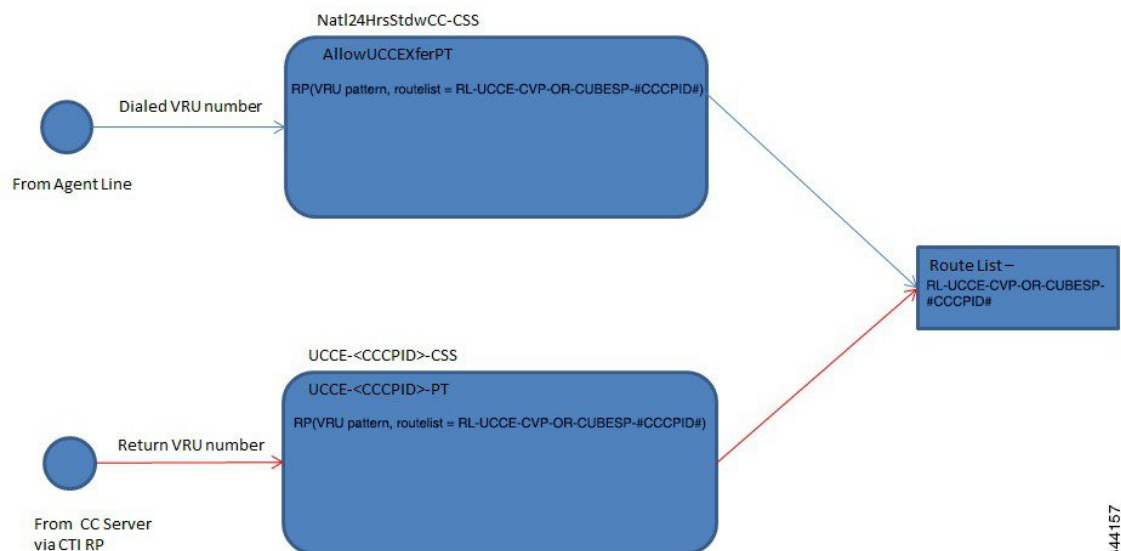 Natl24HrsStdwCC-CSS
AllowUCCEXferPT
RP(VRU pattern, routelist = RL-UCCE-CVP-OR-CUBESP-#CCCPID#)
Dialed VRU number
From Agent Line
Route List –
RL-UCCE-CVP-OR-CUBESP-
#CCCPID#
UCCE-<CCCPID>-CSS
UCCE-<CCCPID>-PT
RP(VRU pattern, routelist = RL-UCCE-CVP-OR-CUBESP-#CCCPID#)
Return VRU number
From CC Server
via CTI RP